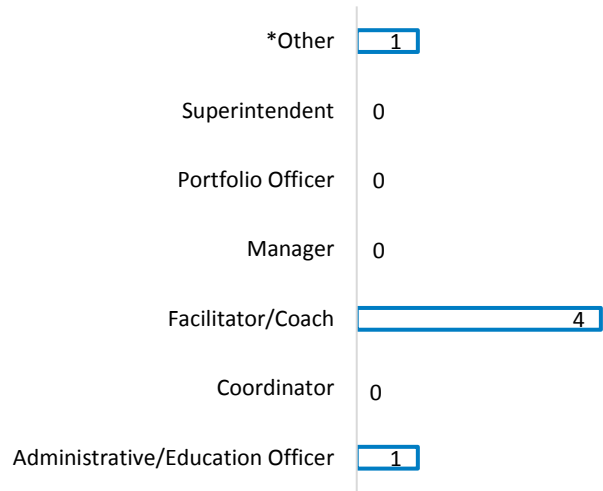 *Other 1
Superintendent 0
Portfolio Officer 0
Manager 0
Facilitator/Coach 4
Coordinator 0
Administrative/Education Officer 1